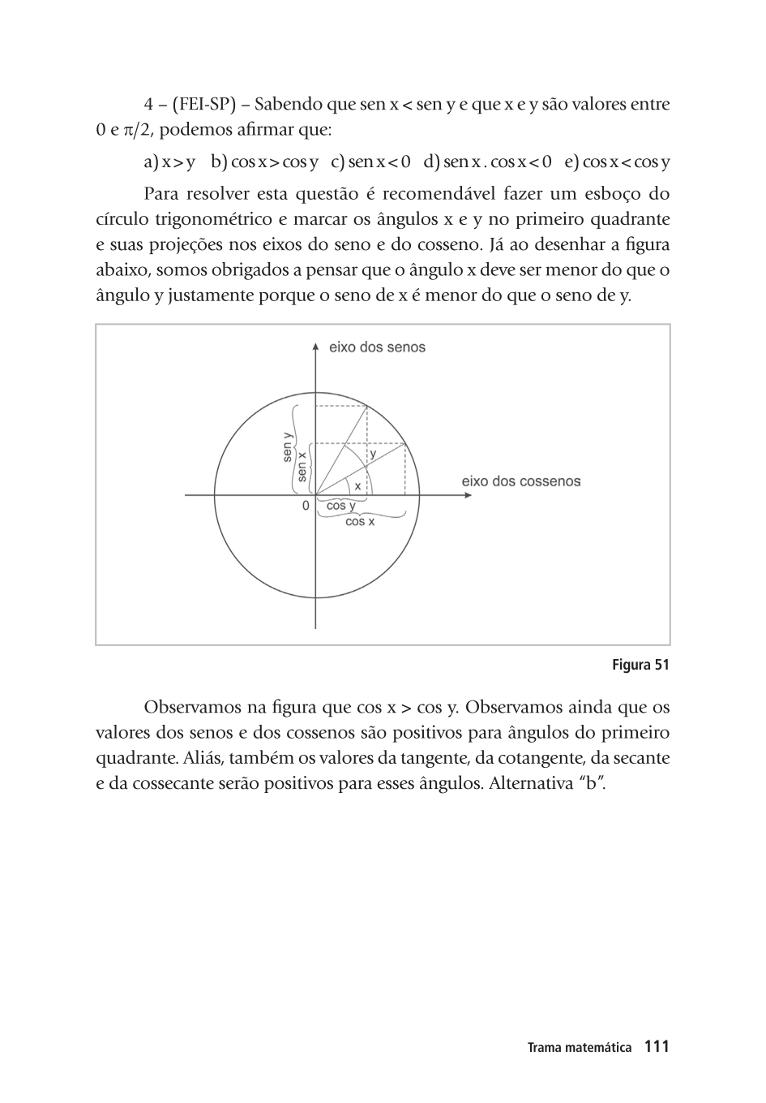 4 – (FEI-SP) – Sabendo que sen x < sen y e que x e y são valores entre
0 e π/2, podemos afirmar que:
a) x > y b) cos x > cos y c) sen x < 0 d) sen x . cos x < 0 e) cos x < cos y
Para resolver esta questão é recomendável fazer um esboço do
círculo trigonométrico e marcar os ângulos x e y no primeiro quadrante
e suas projeções nos eixos do seno e do cosseno. Já ao desenhar a figura
abaixo, somos obrigados a pensar que o ângulo x deve ser menor do que o
ângulo y justamente porque o seno de x é menor do que o seno de y.
eixo dos senos
sen y
sen x
y
x
eixo dos cossenos
0
cos y
cos x
Figura 51
Observamos na figura que cos x > cos y. Observamos ainda que os
valores dos senos e dos cossenos são positivos para ângulos do primeiro
quadrante. Aliás, também os valores da tangente, da cotangente, da secante
e da cossecante serão positivos para esses ângulos. Alternativa “b”.
Trama matemática 111